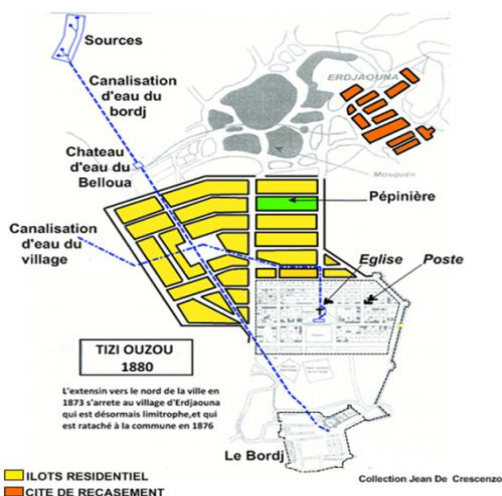 Sources
ERDJAOUNA
Canalisation
d'eau du
bordj
Chateau
d'eau du
Belloua
Mosquée
Pépinière
Canalisation
d'eau du
village
Eglise
Poste
TIZI OUZOU
1880
L'extensin vers le nord de la ville en
1873 s'arrete au village d'Erdjaouna
qui est désormais limitrophe,et qui
est rataché à la commune en 1876
Le Bordj
ILOTS RESIDENTIEL
CITE DE RECASEMENT
Collection Jean De Crescenzo